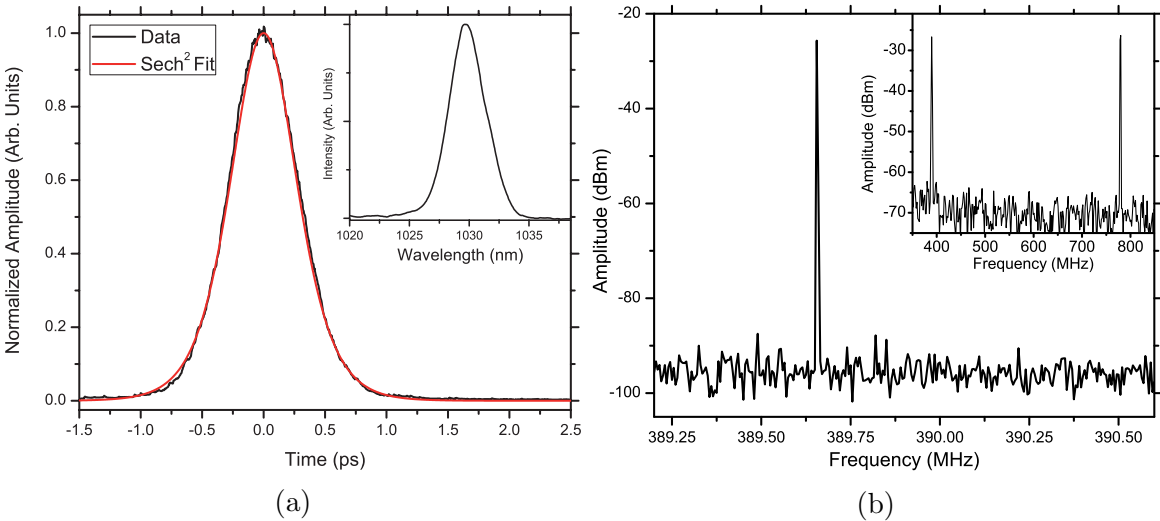 Data
Sech² Fit
Normalized Amplitude (Arb. Units)
1.0
0.8
0.6
0.4
0.2
0.0
-1.5 -1.0 -0.5 0.0 0.5 1.0 1.5 2.0 2.5
Time (ps)
Intensity (Arb. Units)
1020 1025 1030 1035
Wavelength (nm)
(a)
Amplitude (dBm)
-20
-40
-60
-80
-100
389.25 389.50 389.75 390.00 390.25 390.50
Frequency (MHz)
Amplitude (dBm)
-30
-40
-50
-60
-70
400 500 600 700 800
Frequency (MHz)
(b)